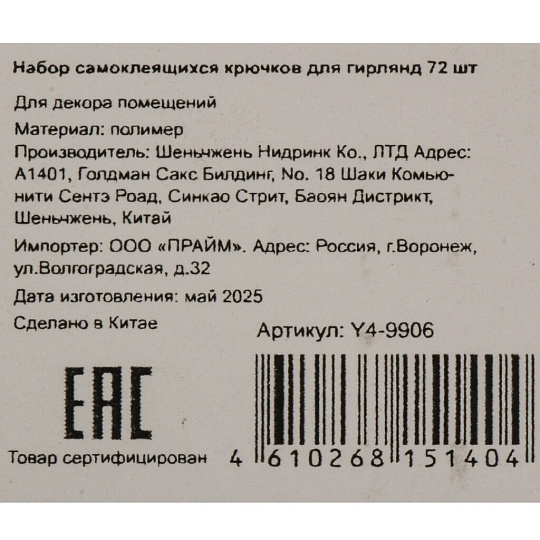 Набор самоклеящихся крючков для гирлянд 72 шт
Для декора помещений
Материал: полимер
Производитель: Шеньчжень Нидринк Ко., ЛТД Адрес:
А1401, Голдман Сакс Билдинг, No. 18 Шаки Комью-
нити Сентэ Роад, Синкао Стрит, Баоян Дистрикт,
Шеньчжень, Китай
Импортер: ООО «ПРАЙМ». Адрес: Россия, г.Воронеж,
ул.Волгоградская, д.32
Дата изготовления: май 2025
Сделано в Китае
Артикул: Y4-9906
ЕАС
Товар сертифицирован
4 610268 151404